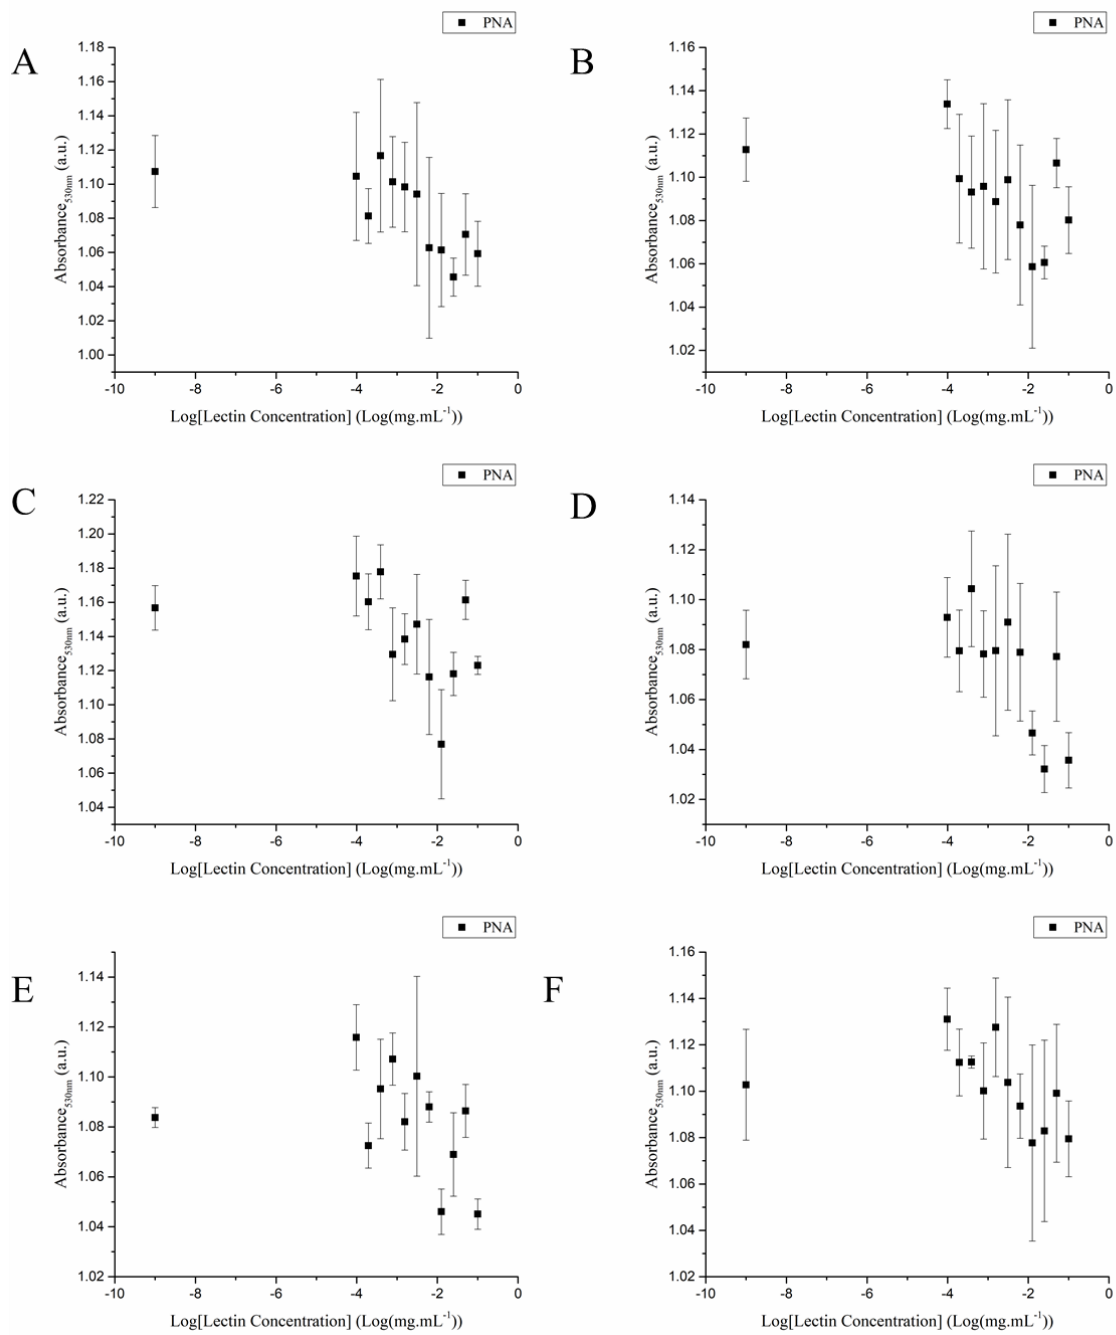 PNA
A
1.18
1.16
1.14
1.12
1.10
1.08
1.06
1.04
1.02
1.00
Absorbance530nm (a.u.)
-10 -8 -6 -4 -2 0
Log[Lectin Concentration] (Log(mg.mL-1))
PNA
B
1.16
1.14
1.12
1.10
1.08
1.06
1.04
1.02
Absorbance530nm (a.u.)
-10 -8 -6 -4 -2 0
Log[Lectin Concentration] (Log(mg.mL-1))
PNA
C
1.22
1.20
1.18
1.16
1.14
1.12
1.10
1.08
1.06
1.04
Absorbance530nm (a.u.)
-10 -8 -6 -4 -2 0
Log[Lectin Concentration] (Log(mg.mL-1))
PNA
D
1.14
1.12
1.10
1.08
1.06
1.04
1.02
Absorbance530nm (a.u.)
-10 -8 -6 -4 -2 0
Log[Lectin Concentration] (Log(mg.mL-1))
PNA
E
1.14
1.12
1.10
1.08
1.06
1.04
1.02
Absorbance530nm (a.u.)
-10 -8 -6 -4 -2 0
Log[Lectin Concentration] (Log(mg.mL-1))
PNA
F
1.16
1.14
1.12
1.10
1.08
1.06
1.04
1.02
Absorbance530nm (a.u.)
-10 -8 -6 -4 -2 0
Log[Lectin Concentration] (Log(mg.mL-1))